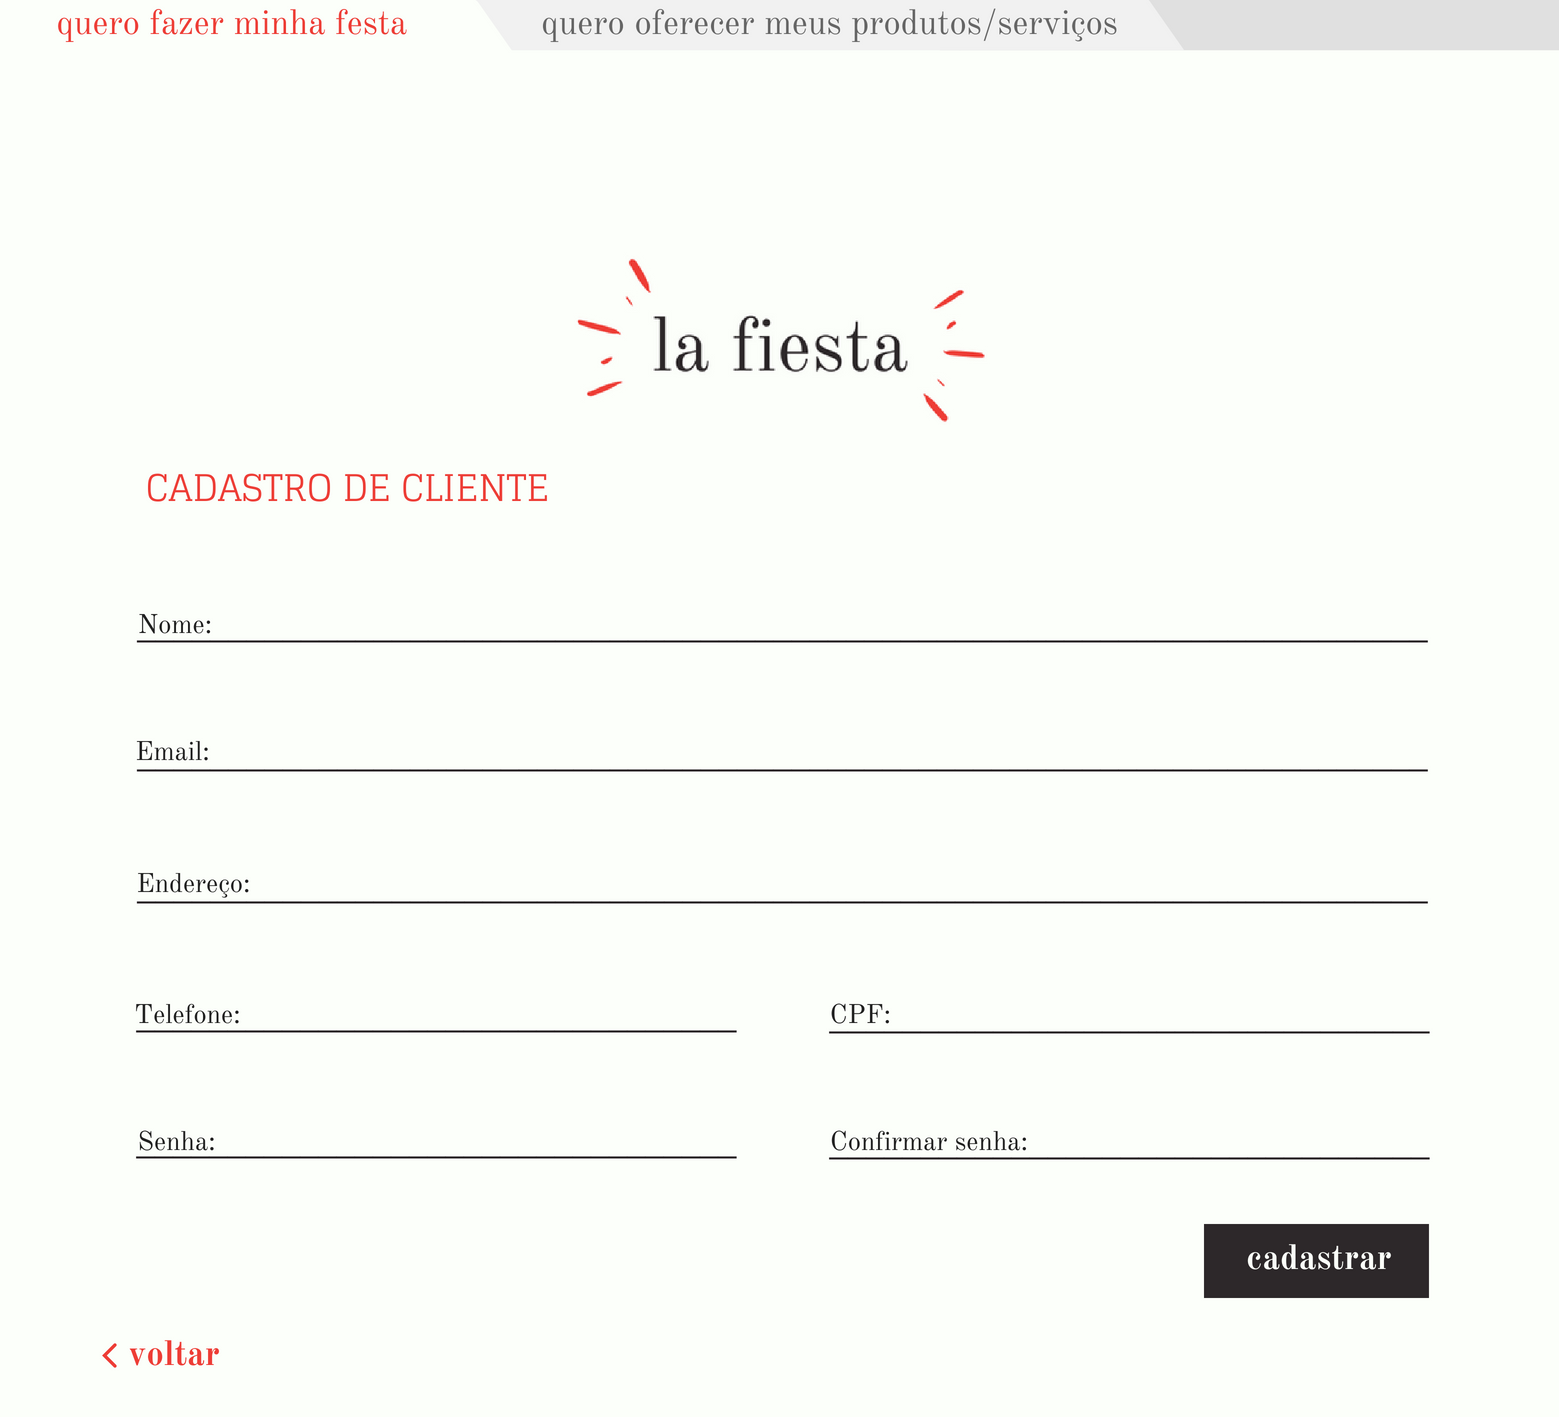 quero fazer minha festa quero oferecer meus produtos/serviços
la fiesta
CADASTRO DE CLIENTE
Nome:
Email:
Endereço:
Telefone: CPF:
Senha: Confirmar senha:
cadastrar
voltar